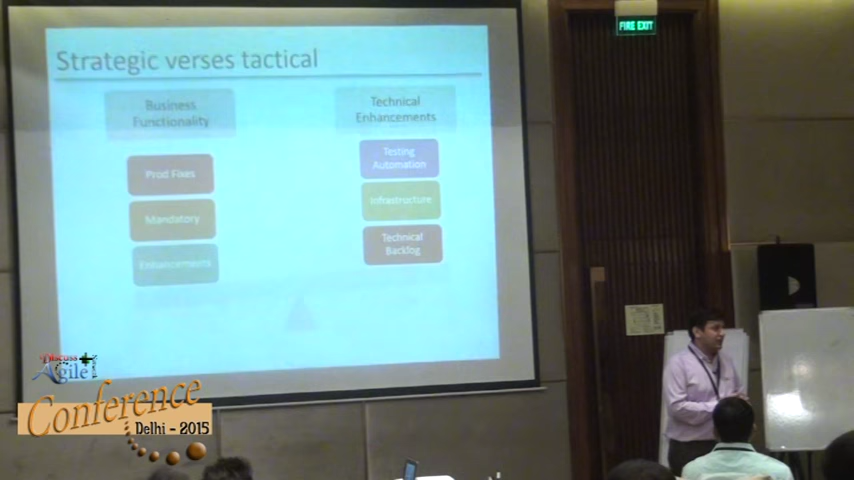 Strategic verses tactical
Business
Functionality
Technical
Enhancements
Prod Fixes
Mandatory
Enhancements
Testing
Automation
Infrastructure
Technical
Backlog
FIRE EXIT
Discuss
Agile
Conference
Delhi - 2015